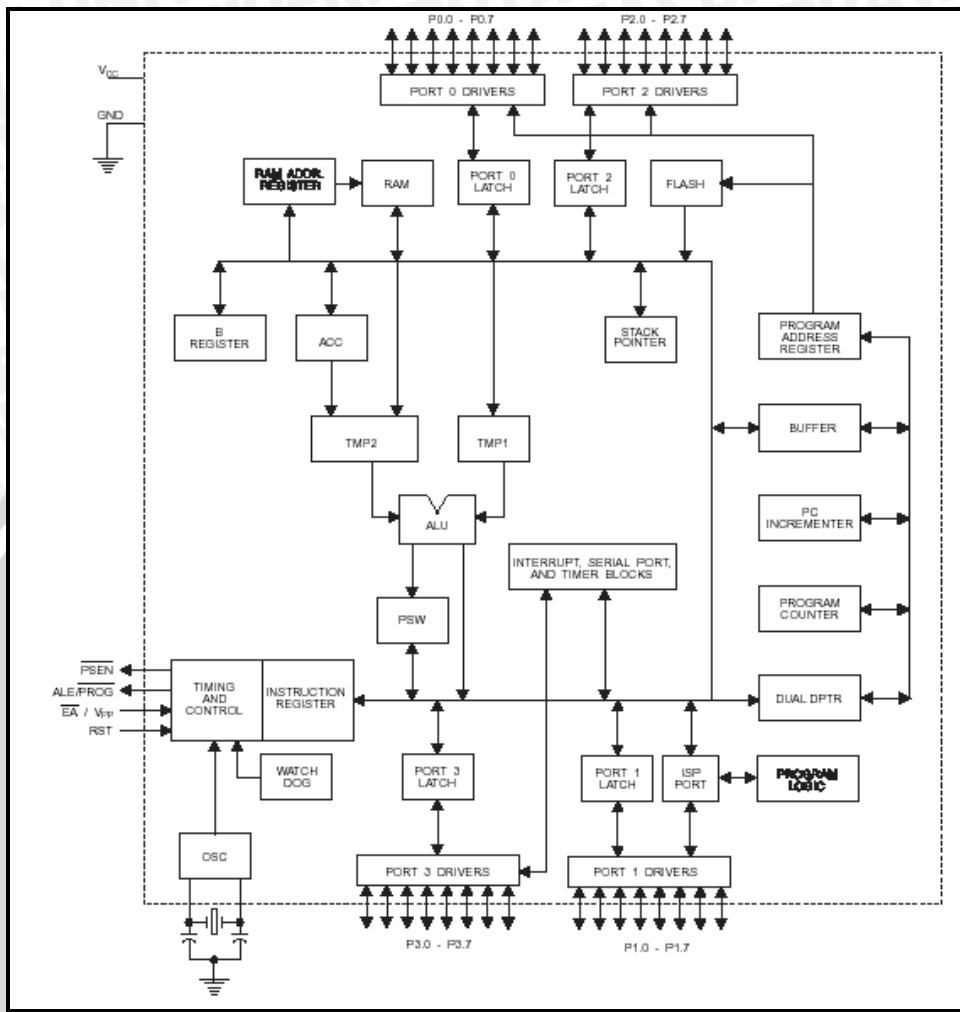 P0.0 - P0.7
P2.0 - P2.7
VCC
PORT 0 DRIVERS
PORT 2 DRIVERS
GND
RAM ADDR.
REGISTER
RAM
PORT 0
LATCH
PORT 2
LATCH
FLASH
B
REGISTER
ACC
STACK
POINTER
PROGRAM
ADDRESS
REGISTER
TMP2
TMP1
BUFFER
ALU
PC
INCREMENTER
INTERRUPT, SERIAL PORT,
AND TIMER BLOCKS
PSW
PROGRAM
COUNTER
PSEN
ALE/PROG
EA / VPP
RST
TIMING
AND
CONTROL
INSTRUCTION
REGISTER
DUAL DPTR
WATCH
DOG
PORT 3
LATCH
PORT 1
LATCH
ISP
PORT
PROGRAM
LOGIC
OSC
PORT 3 DRIVERS
PORT 1 DRIVERS
P3.0 - P3.7
P1.0 - P1.7